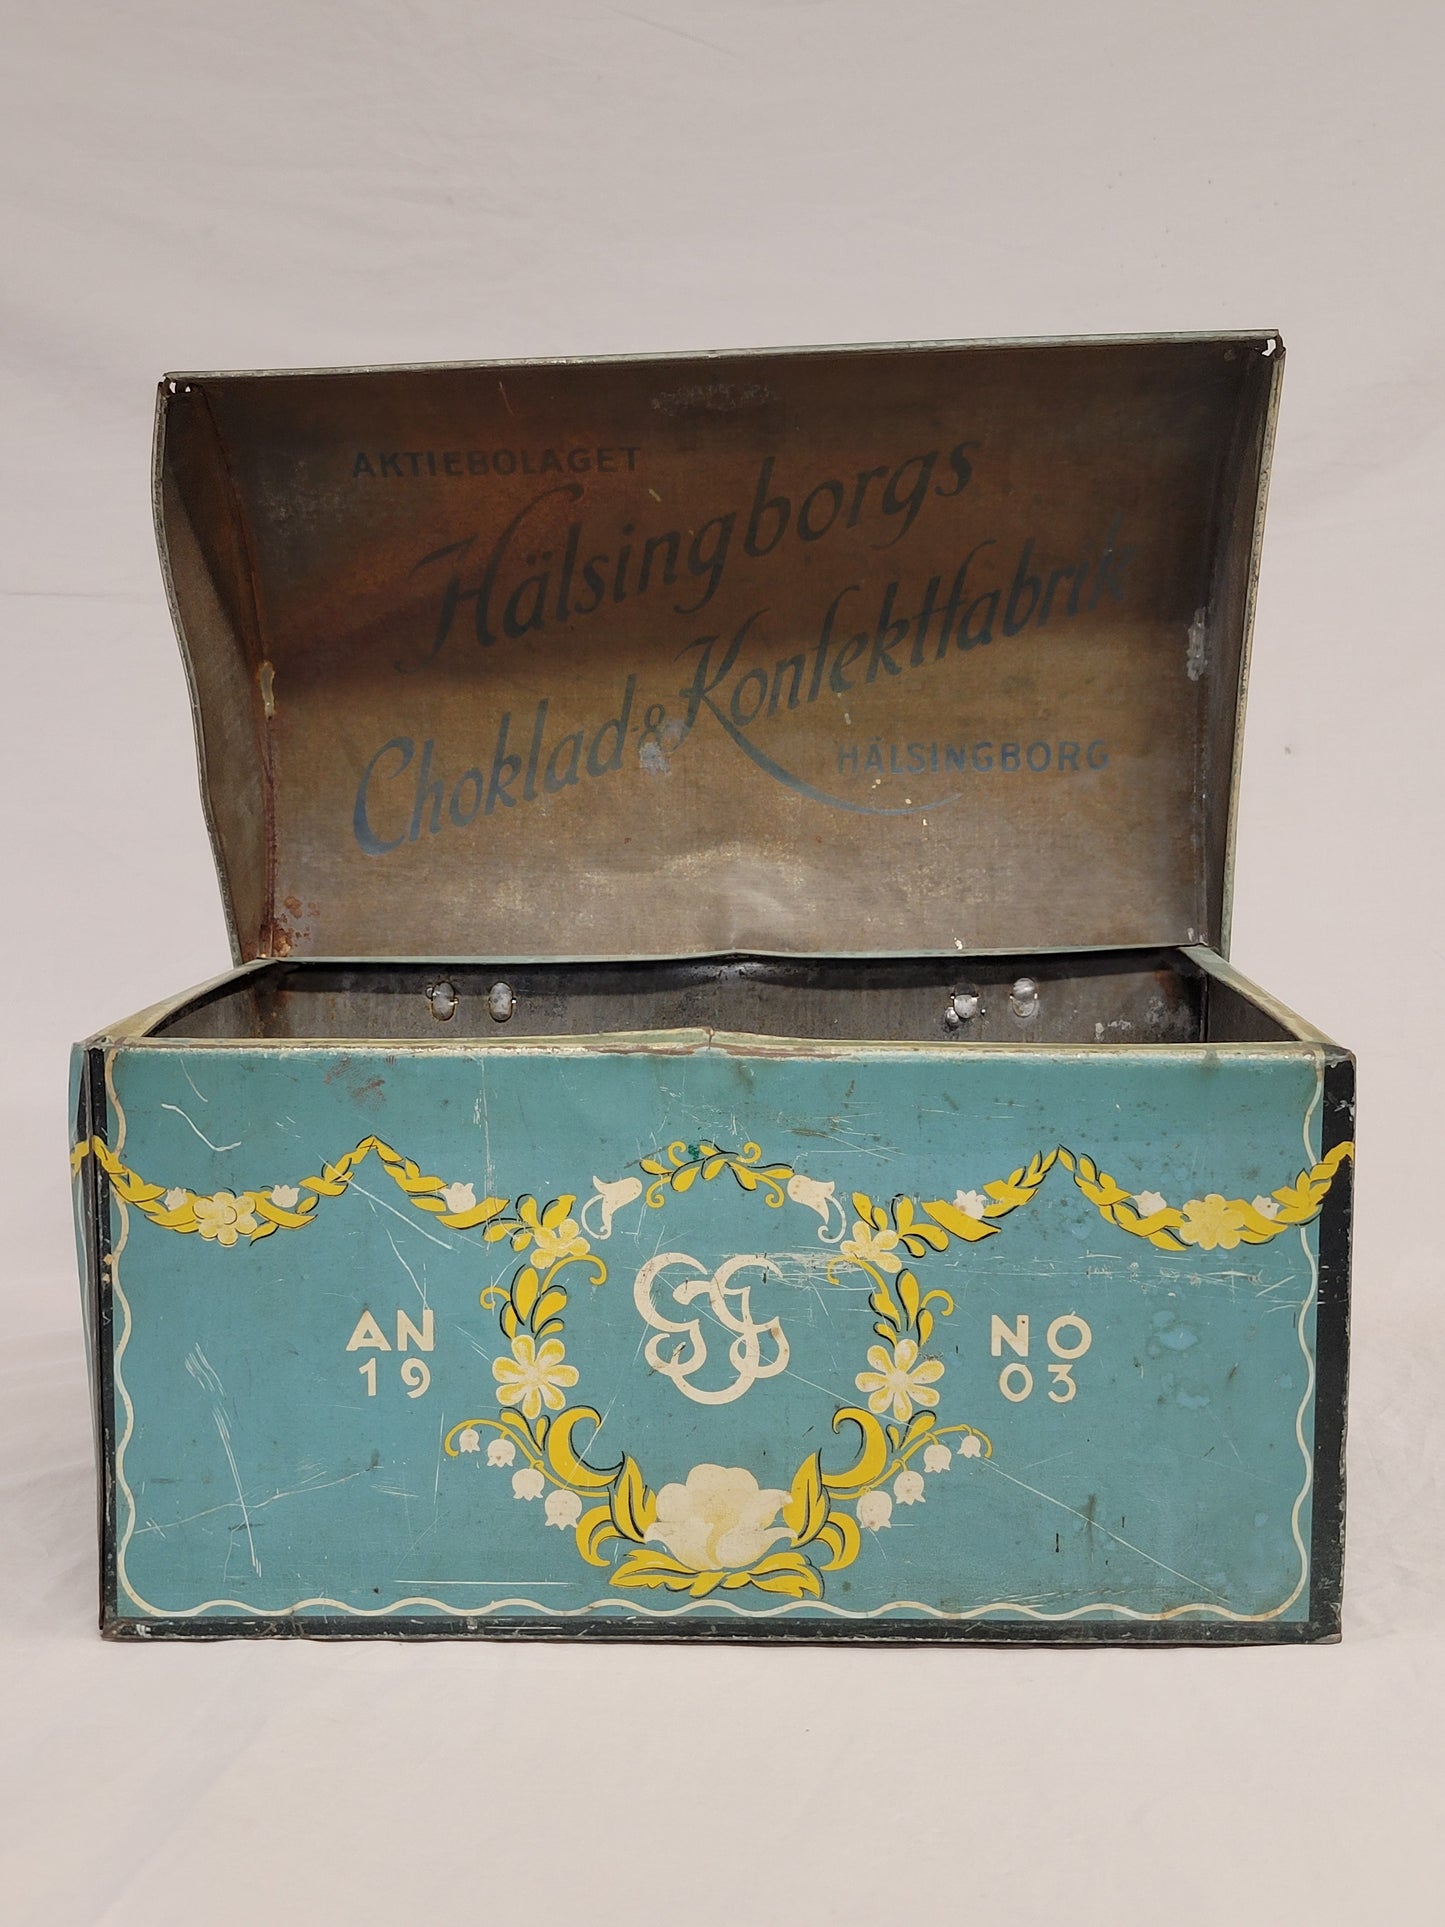 AKTIEBOLAGET
Hälsingborgs
Choklad & Konfektfabrik
HÄLSINGBORG
AN NO
19 03